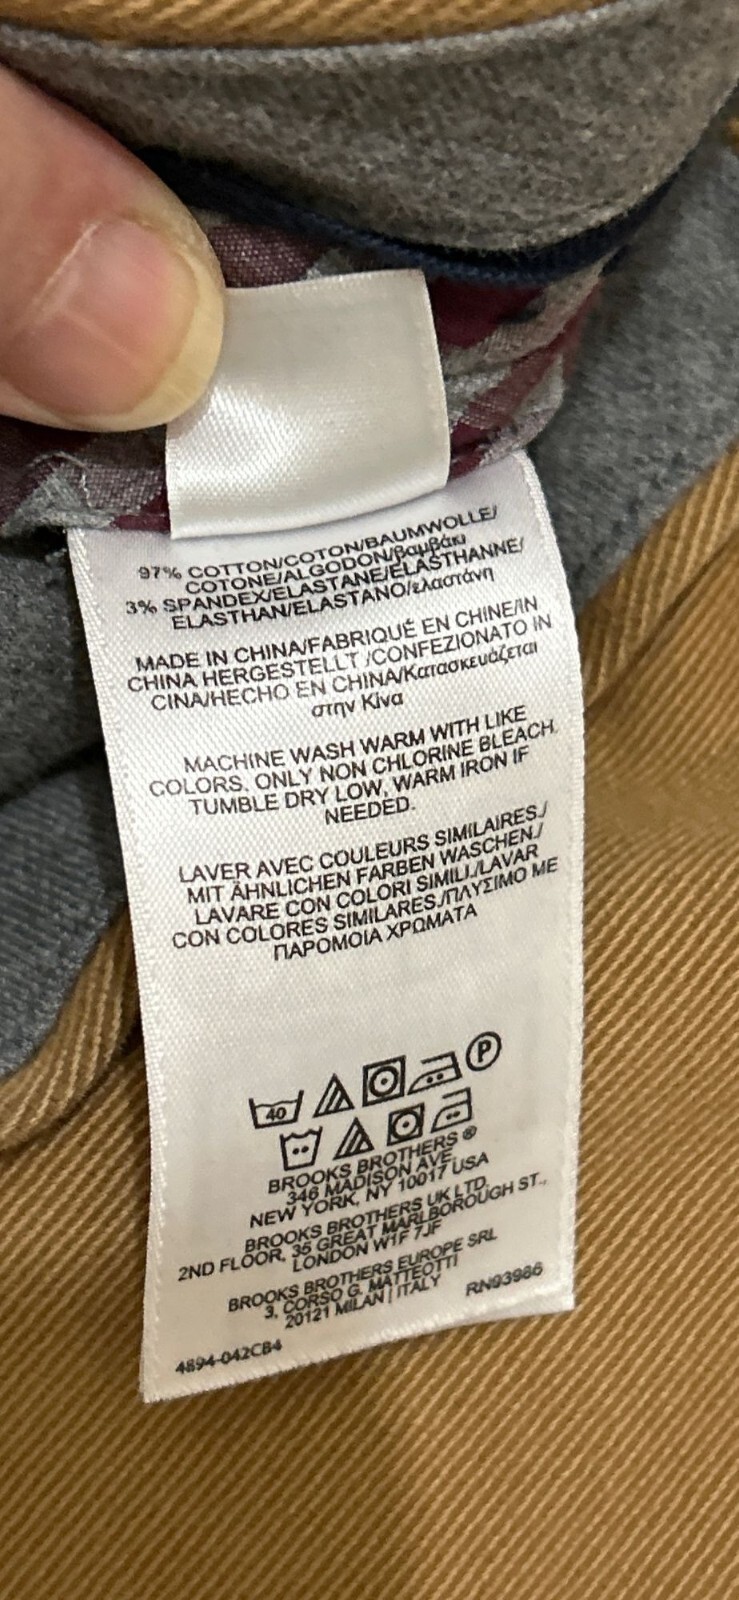 97% COTTON/COTON/BAUMWOLLE/
COTONE/ALGODON/βαμβάκι
3% SPANDEX/ELASTANE/ÉLASTHANNE/
ELASTHAN/ELASTANO/ελαστάνη
MADE IN CHINA/FABRIQUÉ EN CHINE/IN
CHINA HERGESTELLT /CONFEZIONATO IN
CINA/HECHO EN CHINA/Κατασκευάζεται
στην Κίνα
MACHINE WASH WARM WITH LIKE
COLORS. ONLY NON CHLORINE BLEACH.
TUMBLE DRY LOW, WARM IRON IF
NEEDED.
LAVER AVEC COULEURS SIMILAIRES./
MIT ÄHNLICHEN FARBEN WASCHEN./
LAVARE CON COLORI SIMILI./LAVAR
CON COLORES SIMILARES./ΠΛΥΣΙΜΟ ΜΕ
ΠΑΡΟΜΟΙΑ ΧΡΩΜΑΤΑ
40 P
BROOKS BROTHERS ®
346 MADISON AVE.
NEW YORK, NY 10017 USA
BROOKS BROTHERS UK LTD.
2ND FLOOR, 35 GREAT MARLBOROUGH ST.,
LONDON W1F 7JF
BROOKS BROTHERS EUROPE SRL
3, CORSO G. MATTEOTTI
20121 MILAN | ITALY
RN93986
4894-042CB4